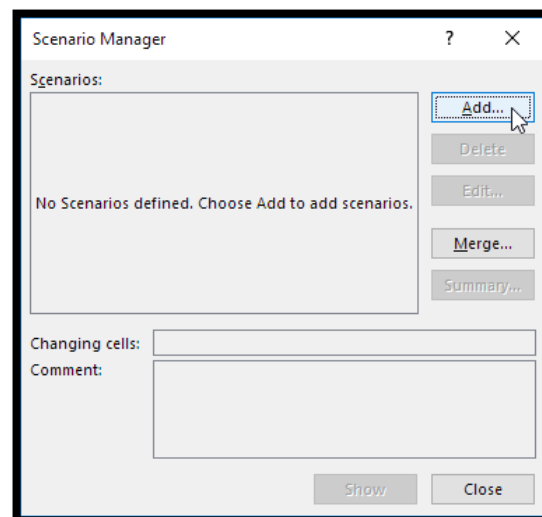 Scenario Manager ? ×
Scenarios:
Add...
Delete
No Scenarios defined. Choose Add to add scenarios.
Edit...
Merge...
Summary...
Changing cells:
Comment:
Show
Close